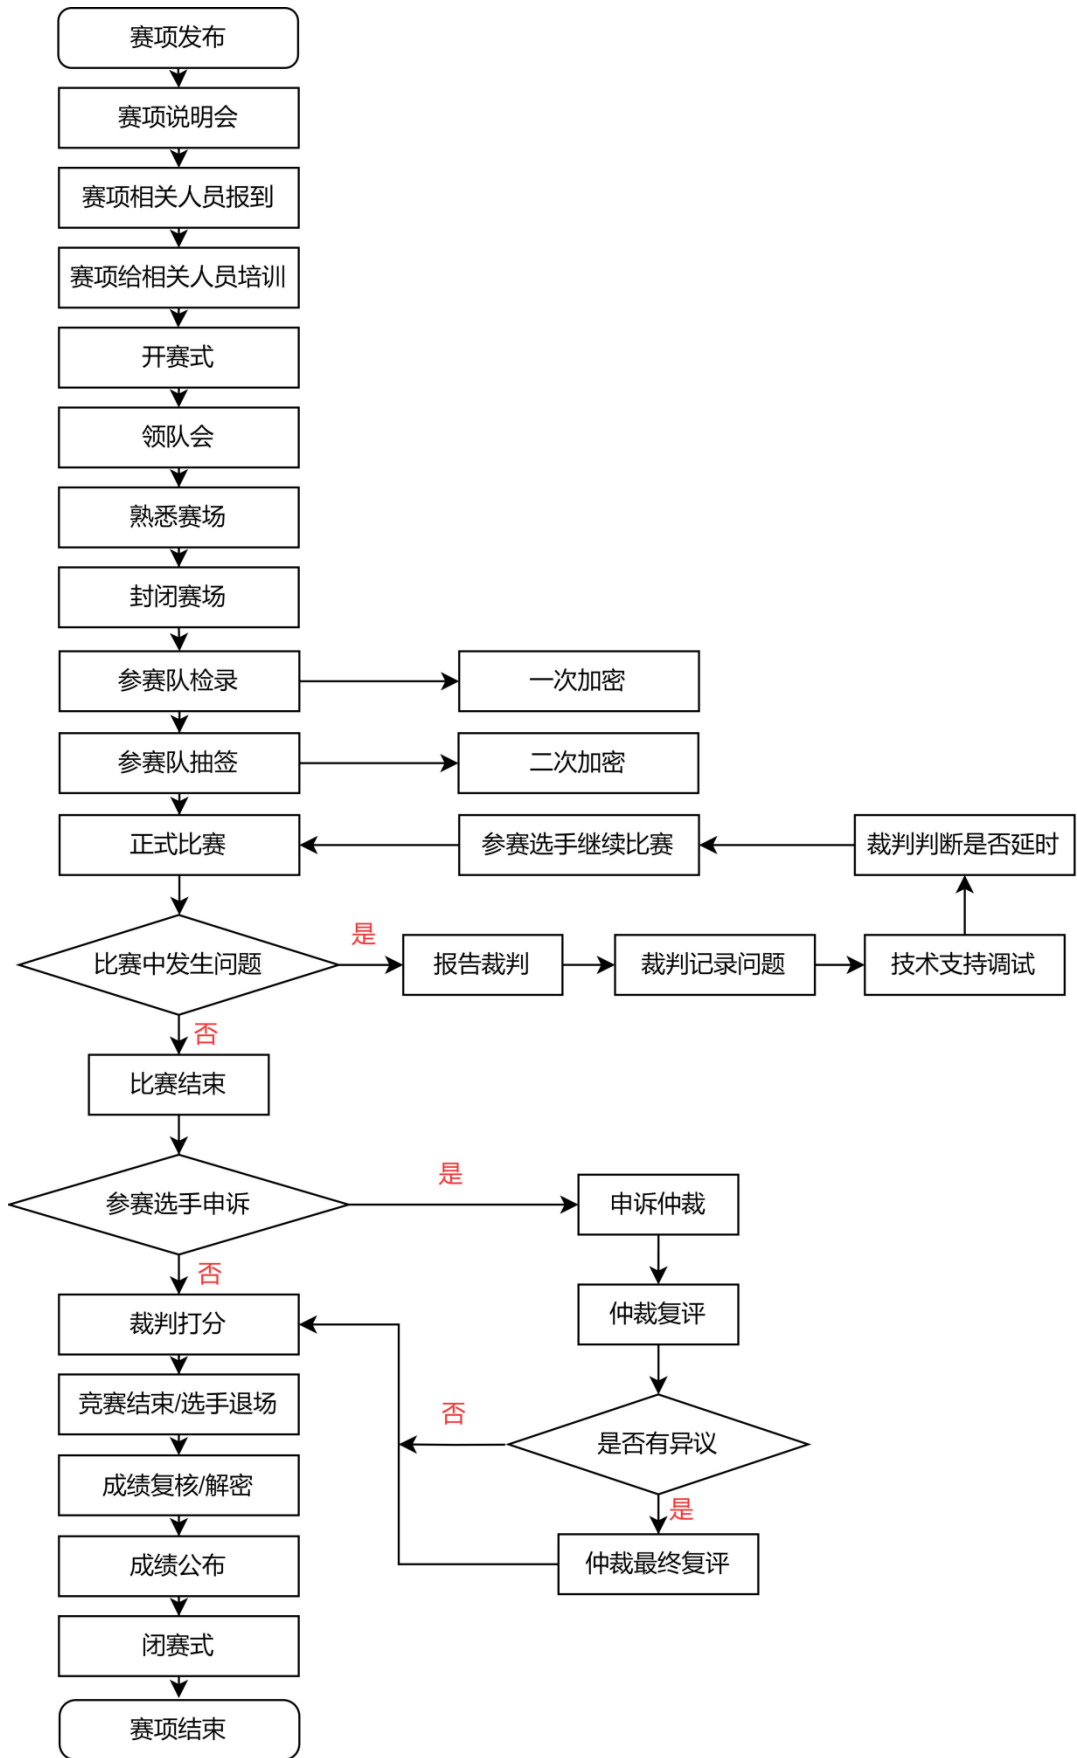 赛项发布
赛项说明会
赛项相关人员报到
赛项给相关人员培训
开赛式
领队会
熟悉赛场
封闭赛场
参赛队检录
一次加密
参赛队抽签
二次加密
正式比赛
参赛选手继续比赛
裁判判断是否延时
比赛中发生问题
是
报告裁判
裁判记录问题
技术支持调试
否
比赛结束
参赛选手申诉
是
申诉仲裁
否
仲裁复评
裁判打分
竞赛结束/选手退场
否
是否有异议
成绩复核/解密
是
成绩公布
仲裁最终复评
闭赛式
赛项结束